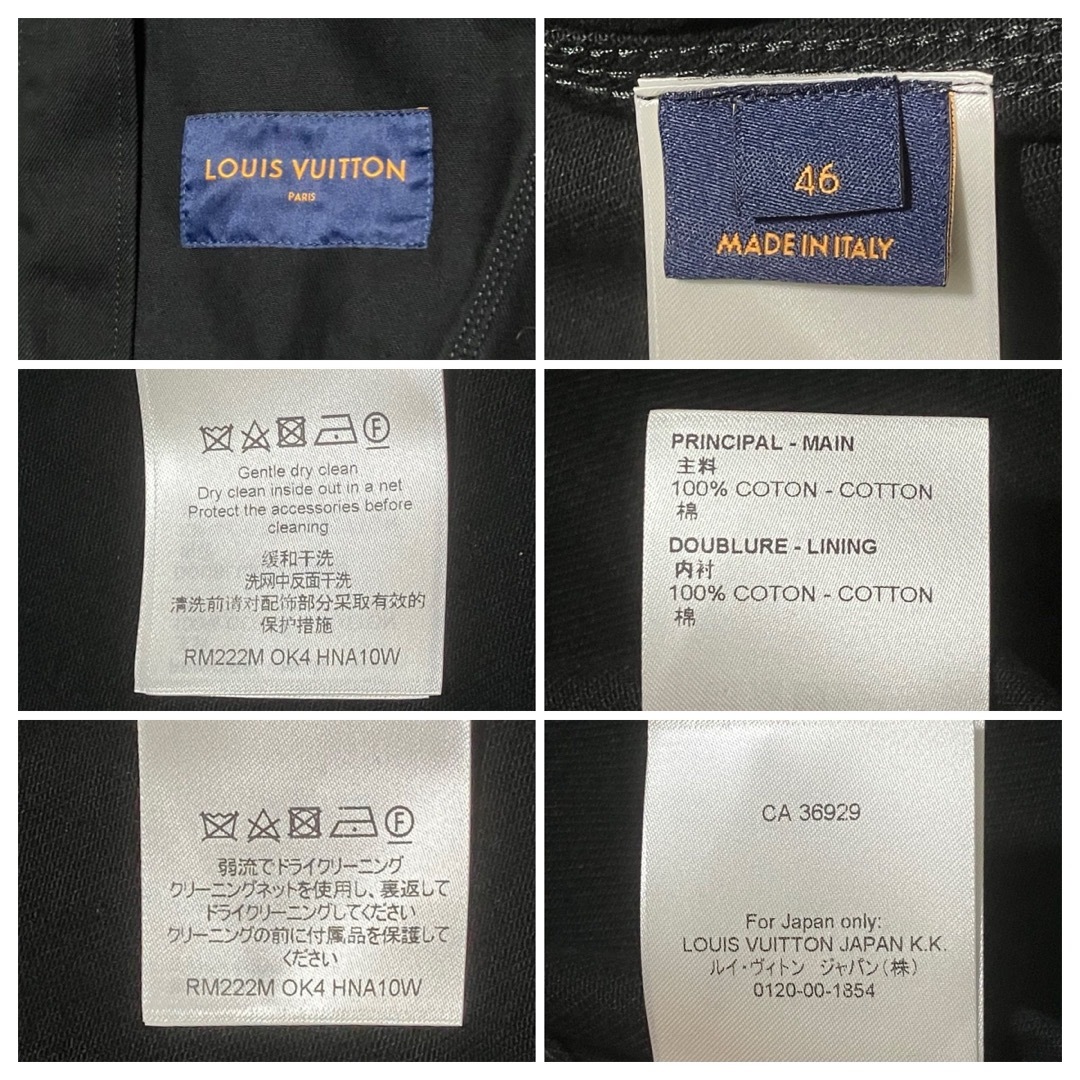 LOUIS VUITTON
PARIS
46
MADE IN ITALY
Gentle dry clean
Dry clean inside out in a net
Protect the accessories before
cleaning
缓和干洗
洗网中反面干洗
清洗前请对配饰部分采取有效的
保护措施
RM222M OK4 HNA10W
PRINCIPAL - MAIN
主料
100% COTON - COTTON
棉
DOUBLURE - LINING
内衬
100% COTON - COTTON
棉
F
弱流でドライクリーニング
クリーニングネットを使用し、裏返して
ドライクリーニングしてください
クリーニングの前に付属品を保護して
ください
RM222M OK4 HNA10W
CA 36929
For Japan only:
LOUIS VUITTON JAPAN K.K.
ルイ・ヴィトン ジャパン(株)
0120-00-1854